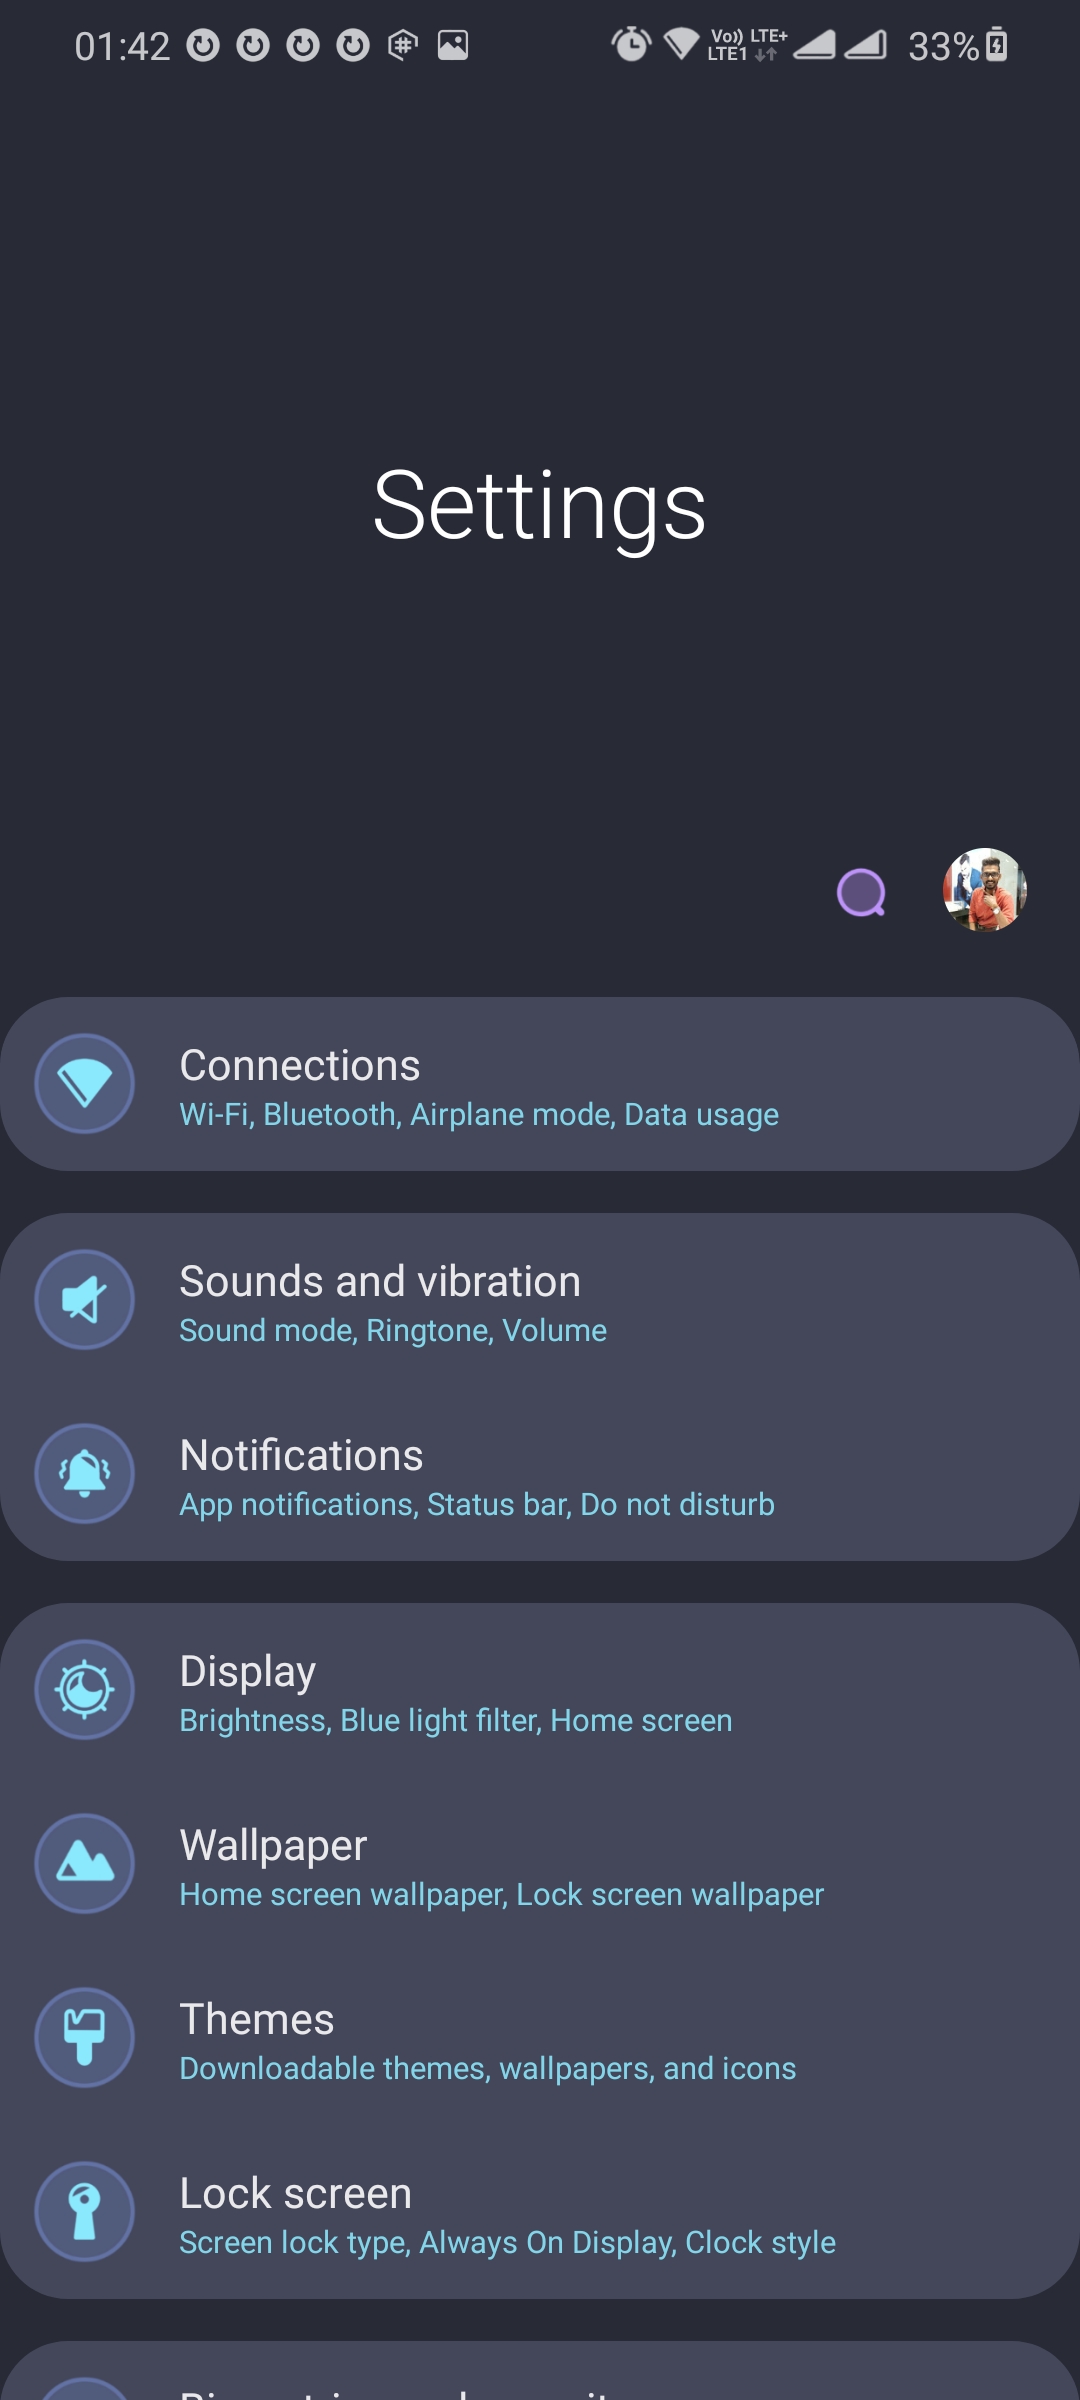 01:42
Vo)) LTE+
LTE1
33%
Settings
Connections
Wi-Fi, Bluetooth, Airplane mode, Data usage
Sounds and vibration
Sound mode, Ringtone, Volume
Notifications
App notifications, Status bar, Do not disturb
Display
Brightness, Blue light filter, Home screen
Wallpaper
Home screen wallpaper, Lock screen wallpaper
Themes
Downloadable themes, wallpapers, and icons
Lock screen
Screen lock type, Always On Display, Clock style